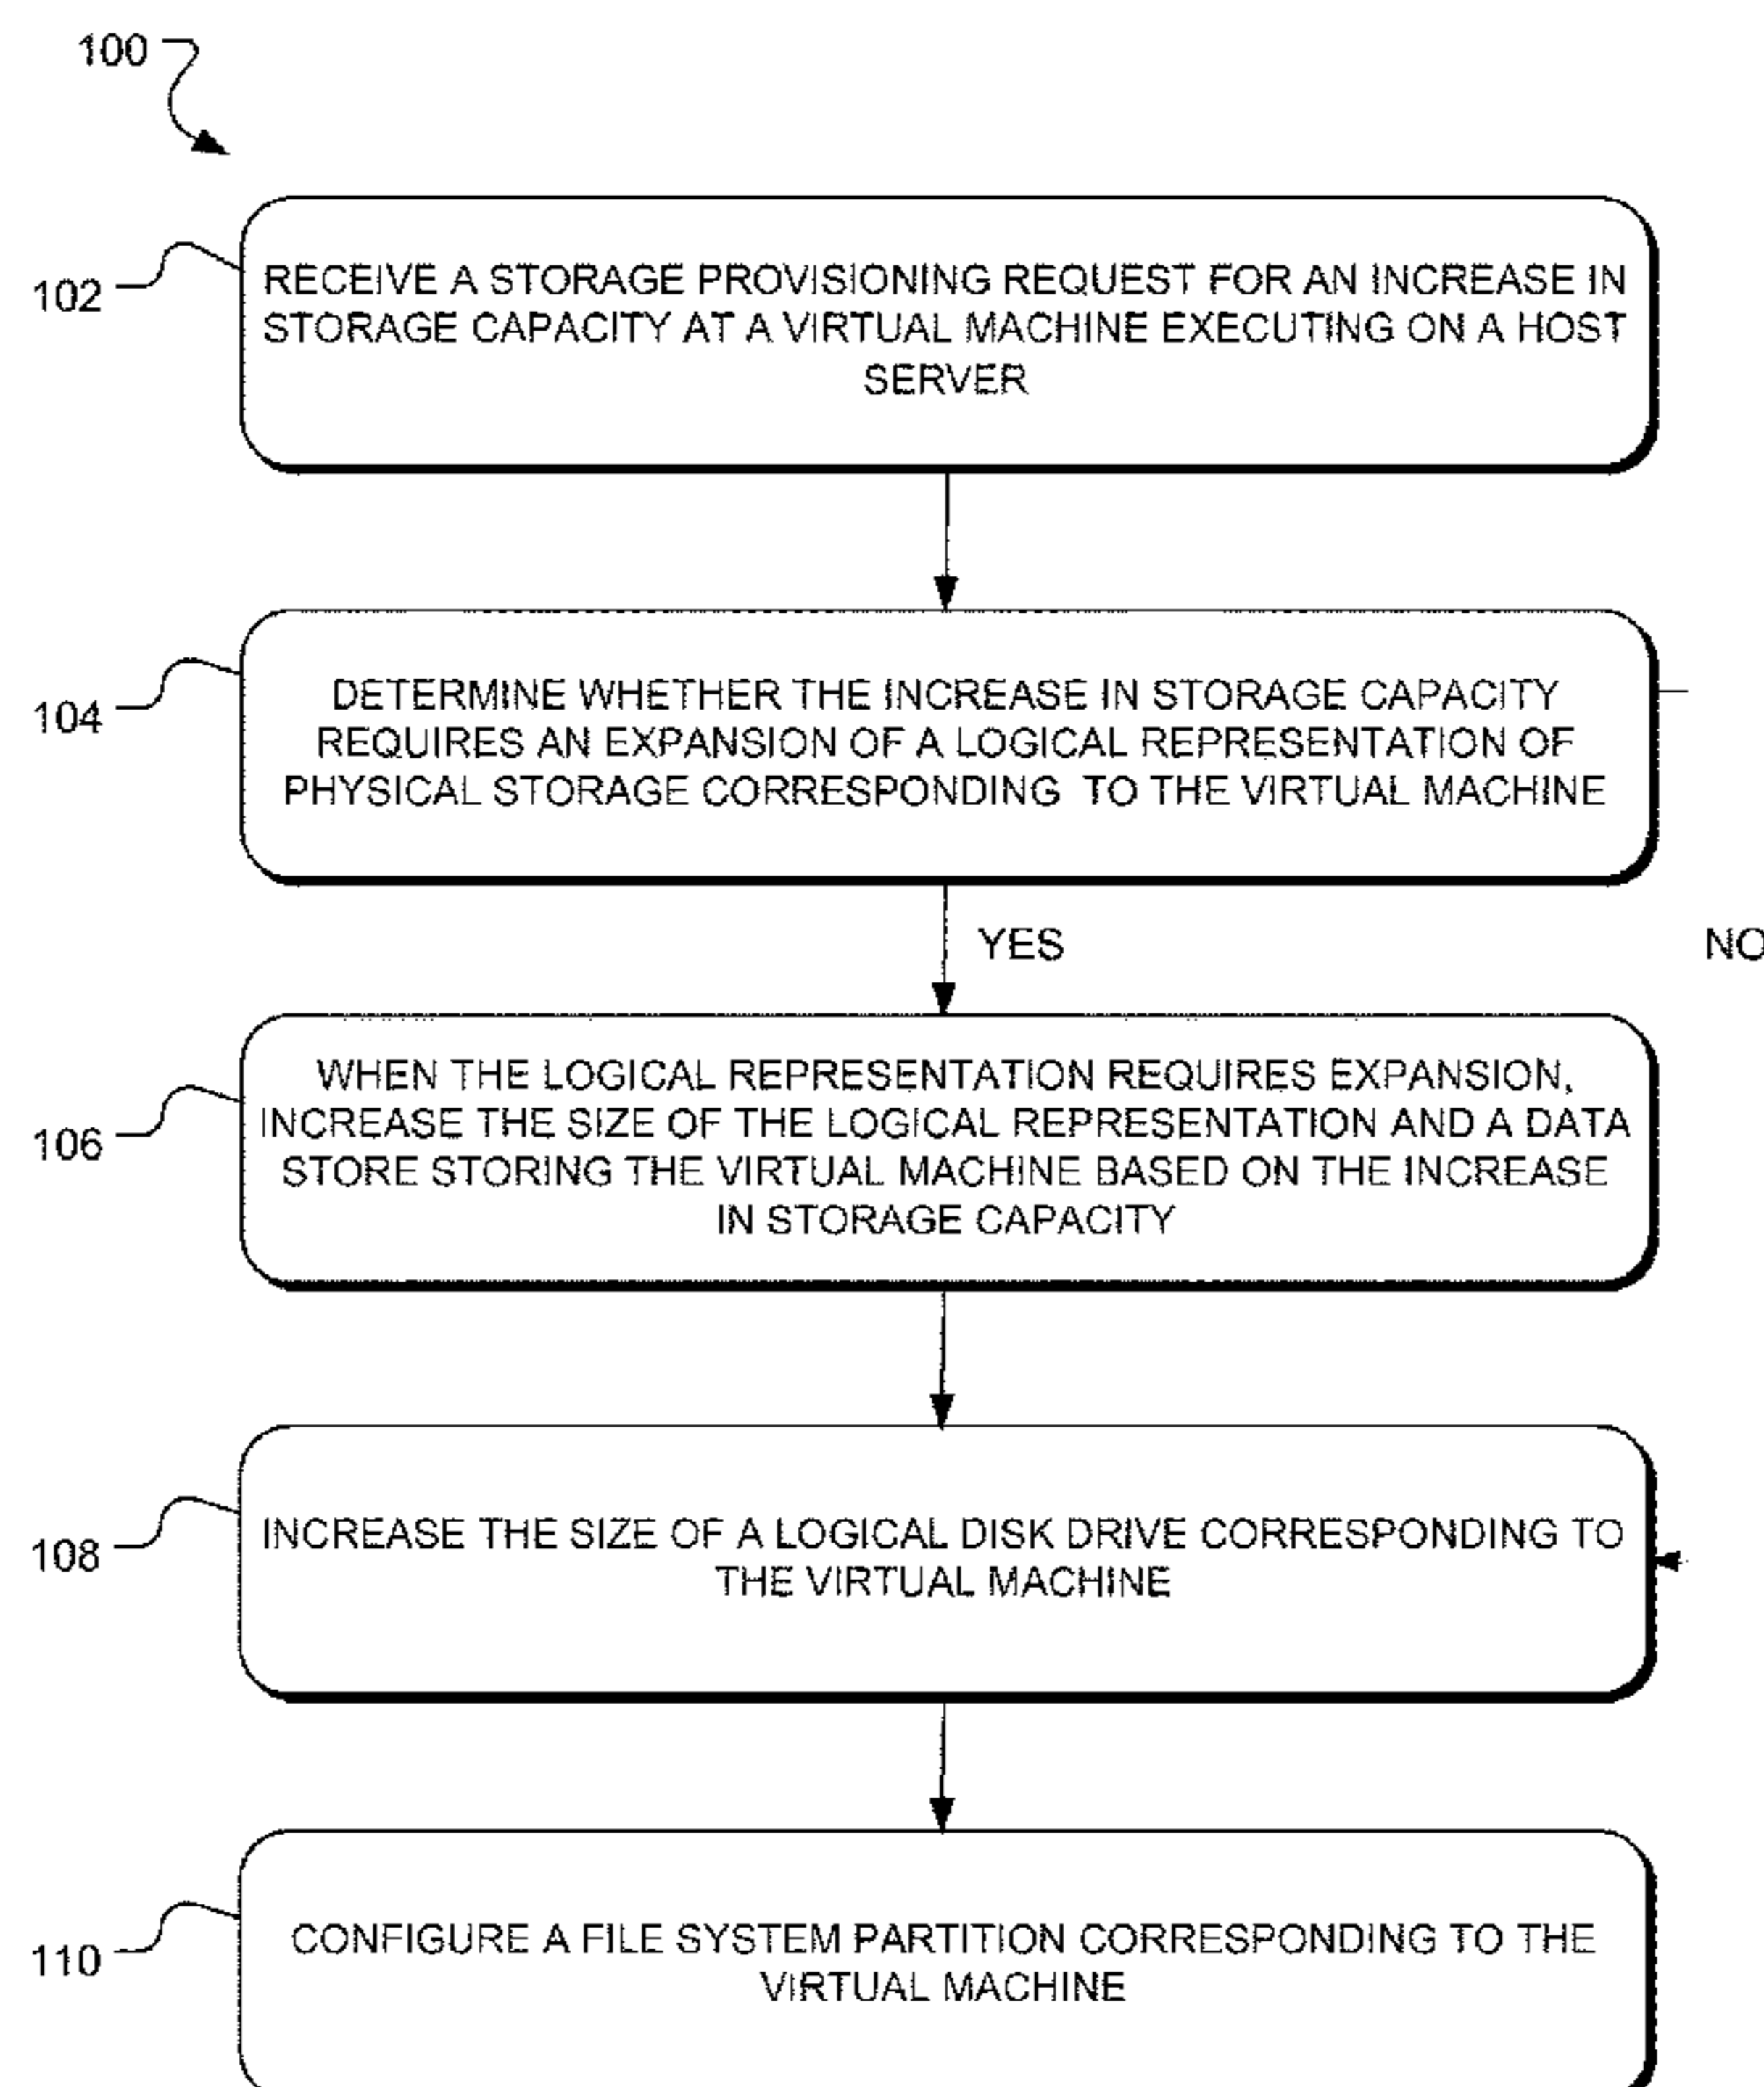 100
102
RECEIVE A STORAGE PROVISIONING REQUEST FOR AN INCREASE IN
STORAGE CAPACITY AT A VIRTUAL MACHINE EXECUTING ON A HOST
SERVER
104
DETERMINE WHETHER THE INCREASE IN STORAGE CAPACITY
REQUIRES AN EXPANSION OF A LOGICAL REPRESENTATION OF
PHYSICAL STORAGE CORRESPONDING TO THE VIRTUAL MACHINE
YES
NO
106
WHEN THE LOGICAL REPRESENTATION REQUIRES EXPANSION,
INCREASE THE SIZE OF THE LOGICAL REPRESENTATION AND A DATA
STORE STORING THE VIRTUAL MACHINE BASED ON THE INCREASE
IN STORAGE CAPACITY
108
INCREASE THE SIZE OF A LOGICAL DISK DRIVE CORRESPONDING TO
THE VIRTUAL MACHINE
110
CONFIGURE A FILE SYSTEM PARTITION CORRESPONDING TO THE
VIRTUAL MACHINE